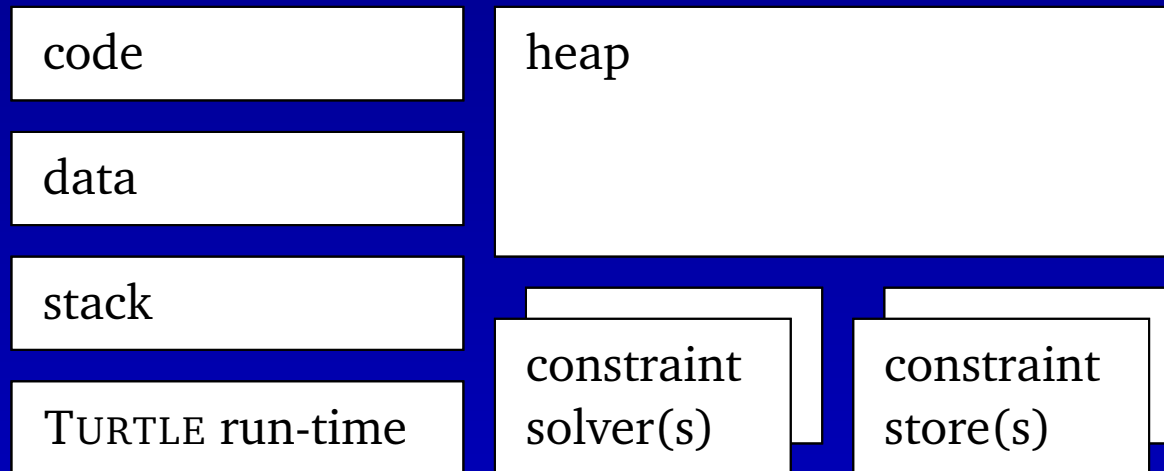 code
heap
data
stack
TURTLE run-time
constraint
solver(s)
constraint
store(s)